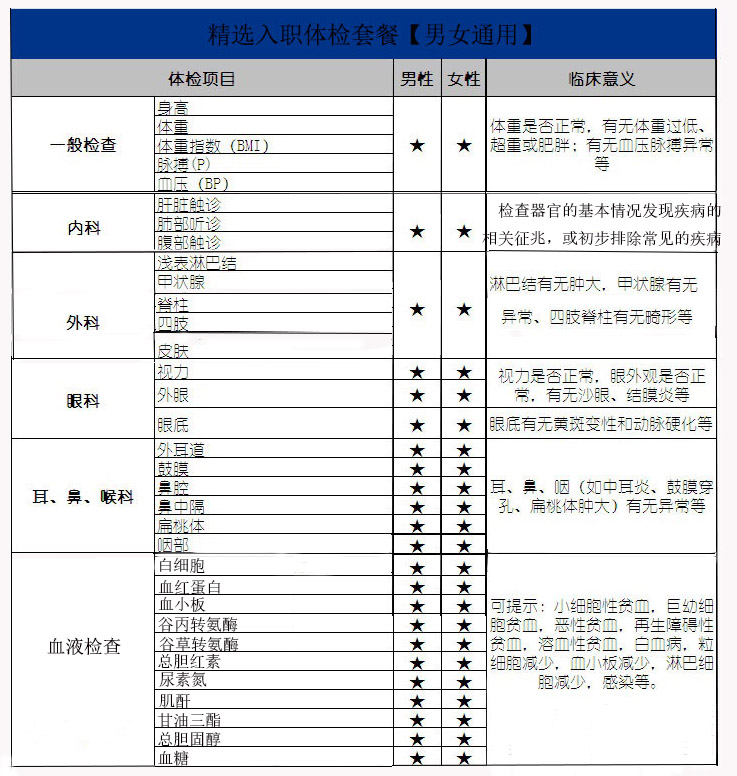 精选入职体检套餐【男女通用】
体检项目 男性 女性 临床意义
一般检查
身高
体重
体重指数（BMI）
脉搏(P)
血压（BP）
★ ★
体重是否正常，有无体重过低、
超重或肥胖；有无血压脉搏异常
等
内科
肝脏触诊
肺部听诊
腹部触诊
★ ★
检查器官的基本情况发现疾病的
相关征兆，或初步排除常见的疾病
外科
浅表淋巴结
甲状腺
脊柱
四肢
皮肤
★ ★
淋巴结有无肿大，甲状腺有无
异常、四肢脊柱有无畸形等
眼科
视力 ★ ★
外眼 ★ ★
视力是否正常，眼外观是否正
常，有无沙眼、结膜炎等
眼底 ★ ★ 眼底有无黄斑变性和动脉硬化等
耳、鼻、喉科
外耳道 ★ ★
鼓膜 ★ ★
鼻腔 ★ ★
鼻中隔 ★ ★
扁桃体 ★ ★
咽部 ★ ★
耳、鼻、咽（如中耳炎、鼓膜穿
孔、扁桃体肿大）有无异常等
血液检查
白细胞 ★ ★
血红蛋白 ★ ★
血小板 ★ ★
谷丙转氨酶 ★ ★
谷草转氨酶 ★ ★
总胆红素 ★ ★
尿素氮 ★ ★
肌酐 ★ ★
甘油三酯 ★ ★
总胆固醇 ★ ★
血糖 ★ ★
可提示：小细胞性贫血，巨幼细
胞贫血，恶性贫血，再生障碍性
贫血，溶血性贫血，白血病，粒
细胞减少，血小板减少，淋巴细
胞减少，感染等。